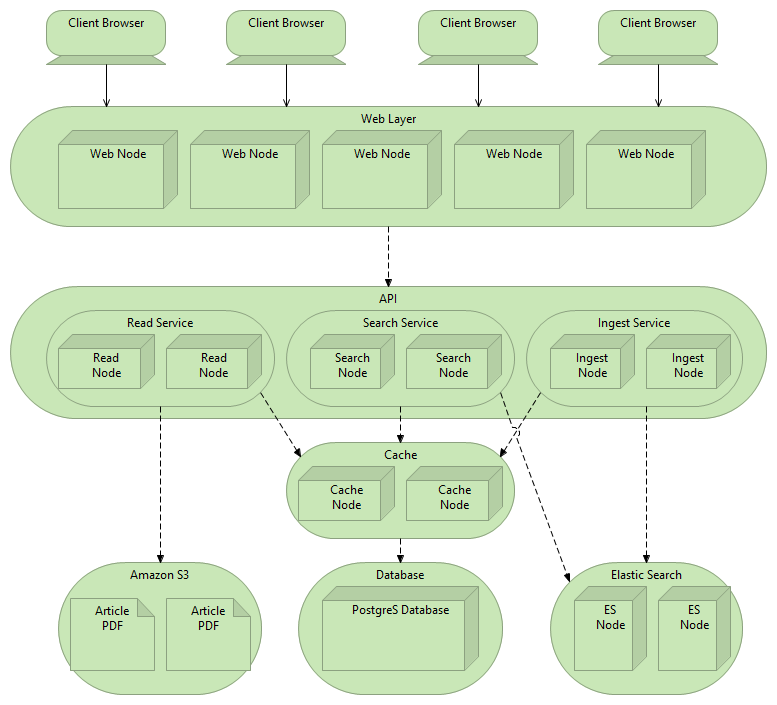 Client Browser
Client Browser
Client Browser
Client Browser
Web Layer
Web Node
Web Node
Web Node
Web Node
Web Node
API
Read Service
Search Service
Ingest Service
Read
Node
Read
Node
Search
Node
Search
Node
Ingest
Node
Ingest
Node
Cache
Cache
Node
Cache
Node
Amazon S3
Database
Elastic Search
Article
PDF
Article
PDF
PostgreS Database
ES
Node
ES
Node